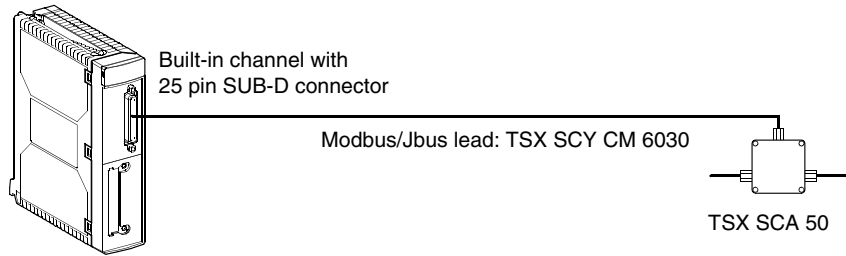 Built-in channel with
25 pin SUB-D connector
Modbus/Jbus lead: TSX SCY CM 6030
TSX SCA 50